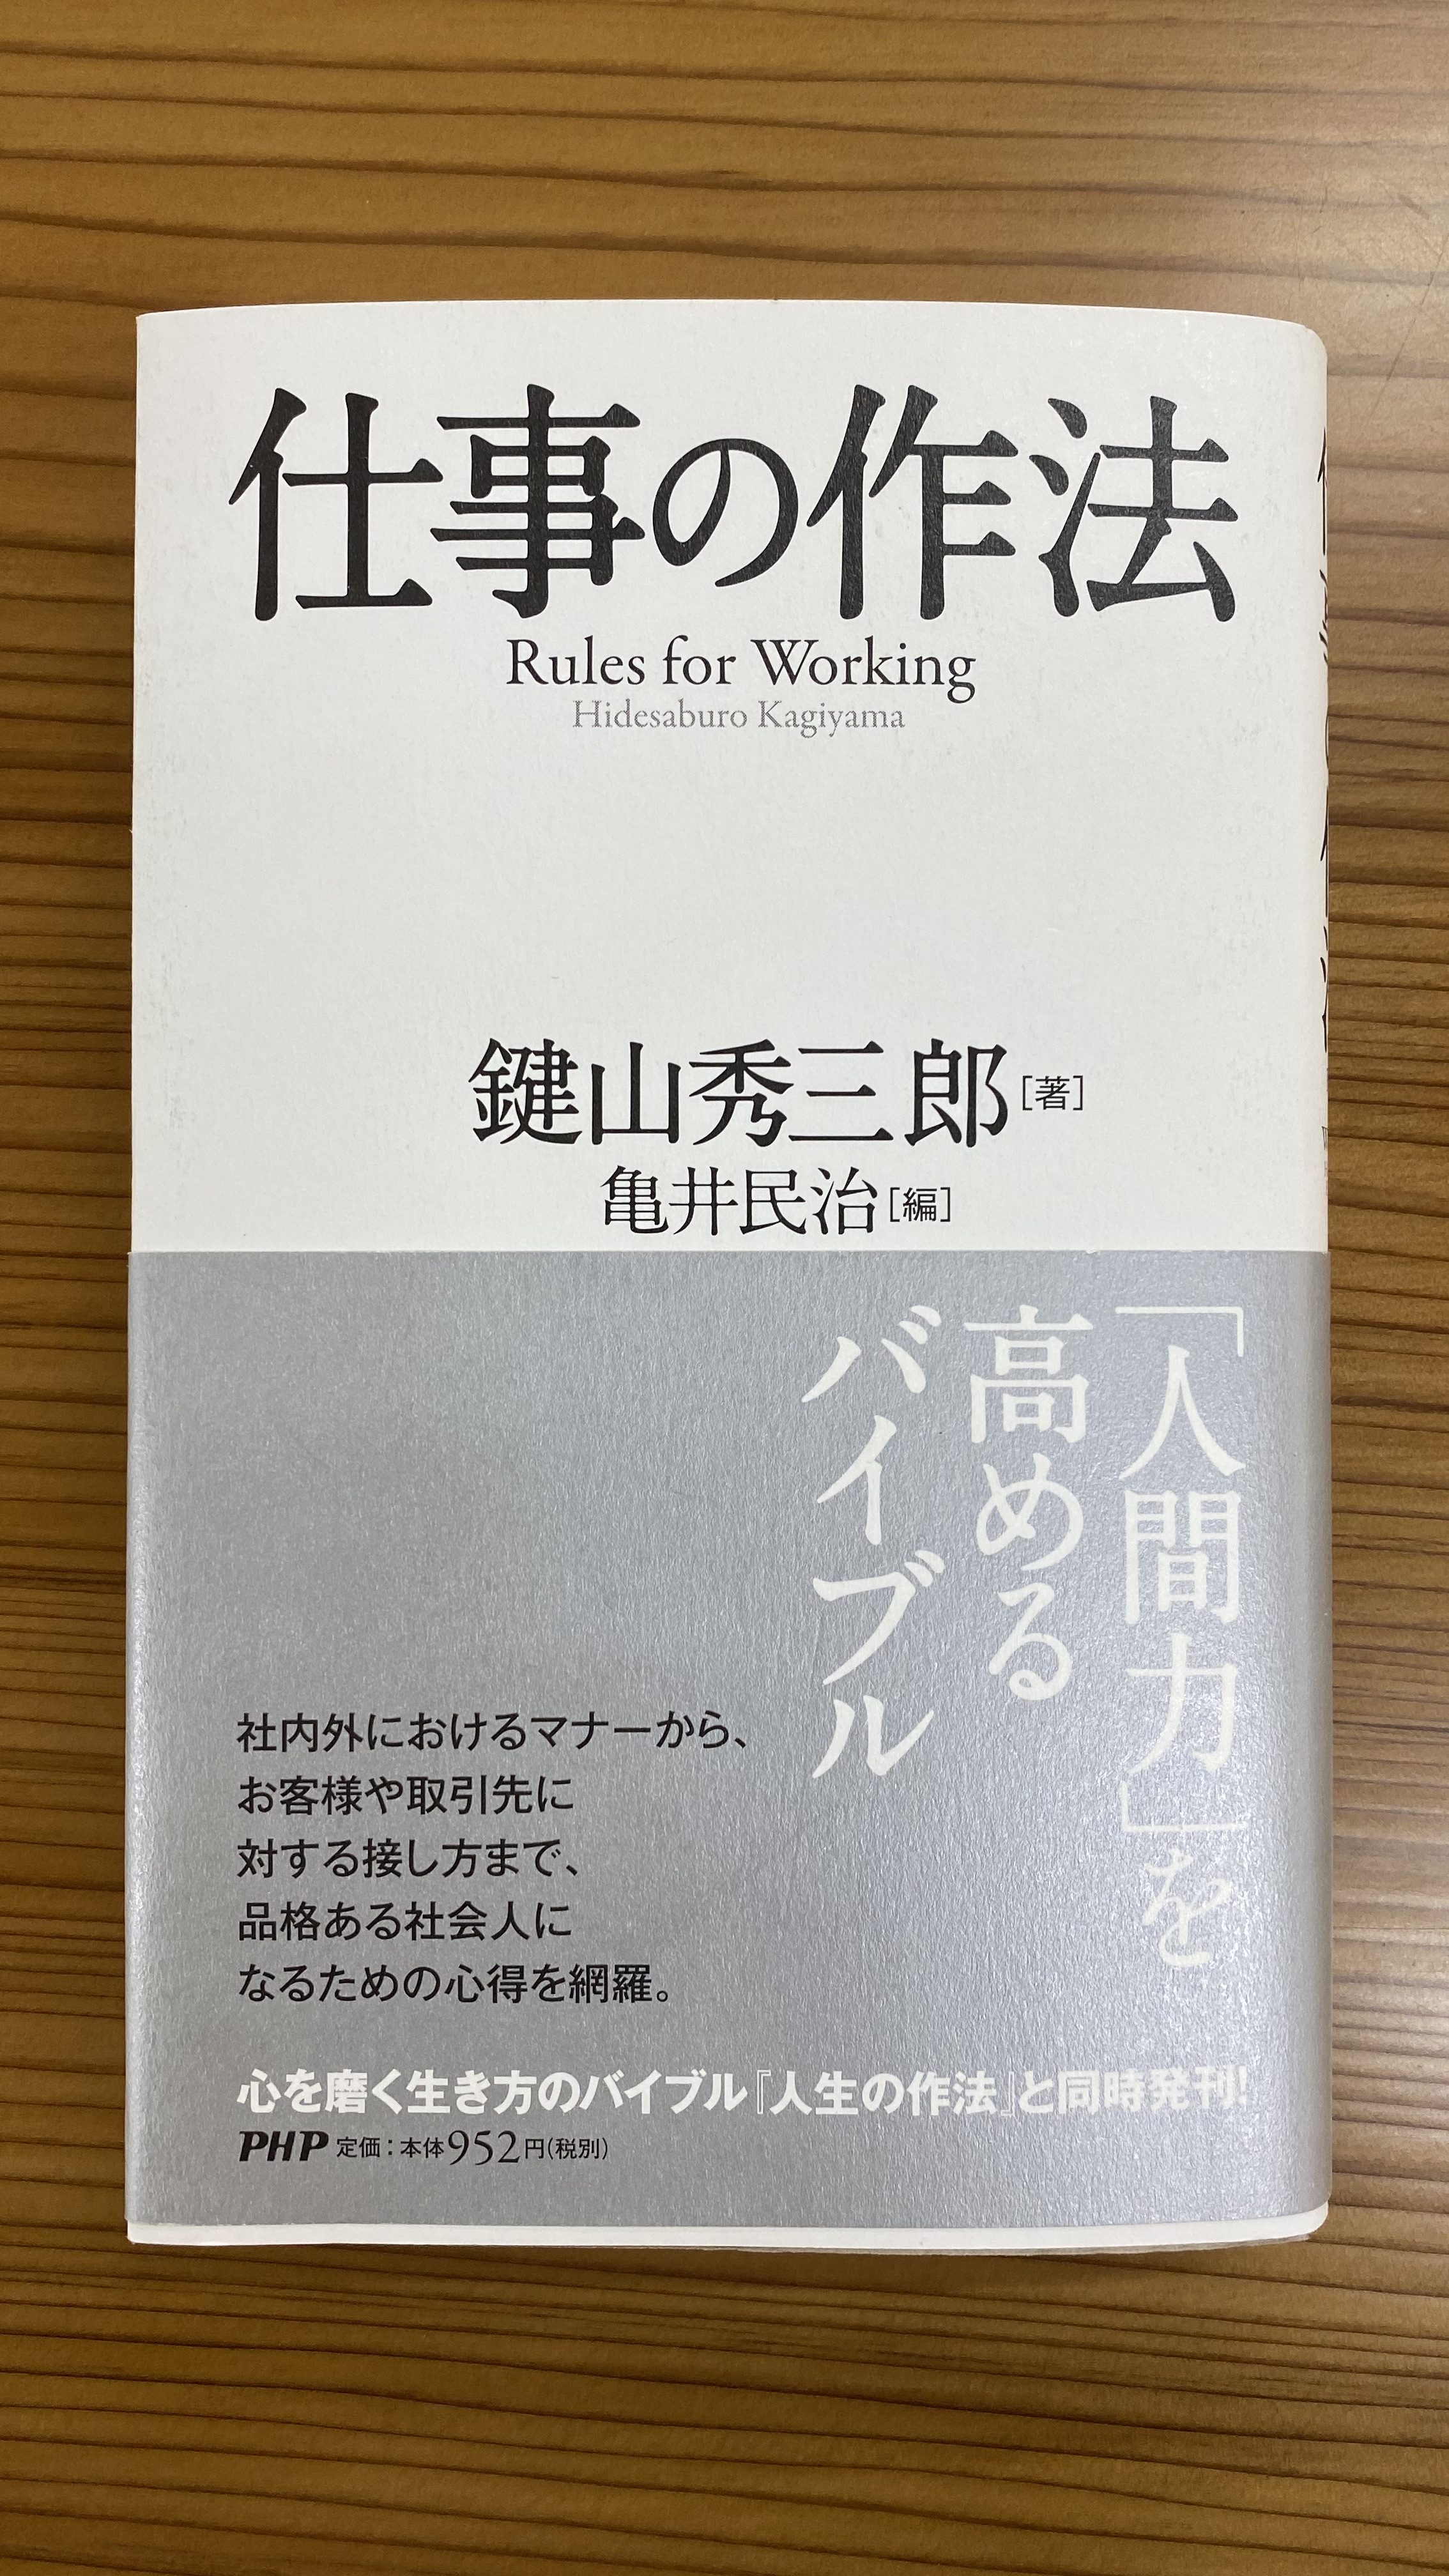 仕事の作法
Rules for Working
Hidesaburo Kagiyama
鍵山秀三郎[著]
亀井民治[編]
「人間力」を
高める
バイブル
社内外におけるマナーから、
お客様や取引先に
対する接し方まで、
品格ある社会人に
なるための心得を網羅。
心を磨く生き方のバイブル『人生の作法』と同時発刊!
PHP 定価:本体952円(税別)